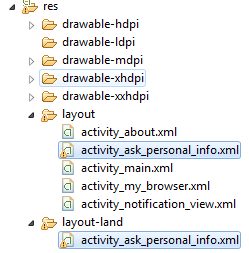 res
drawable-hdpi
drawable-ldpi
drawable-mdpi
drawable-xhdpi
drawable-xxhdpi
layout
activity_about.xml
activity_ask_personal_info.xml
activity_main.xml
activity_my_browser.xml
activity_notification_view.xml
layout-land
activity_ask_personal_info.xml